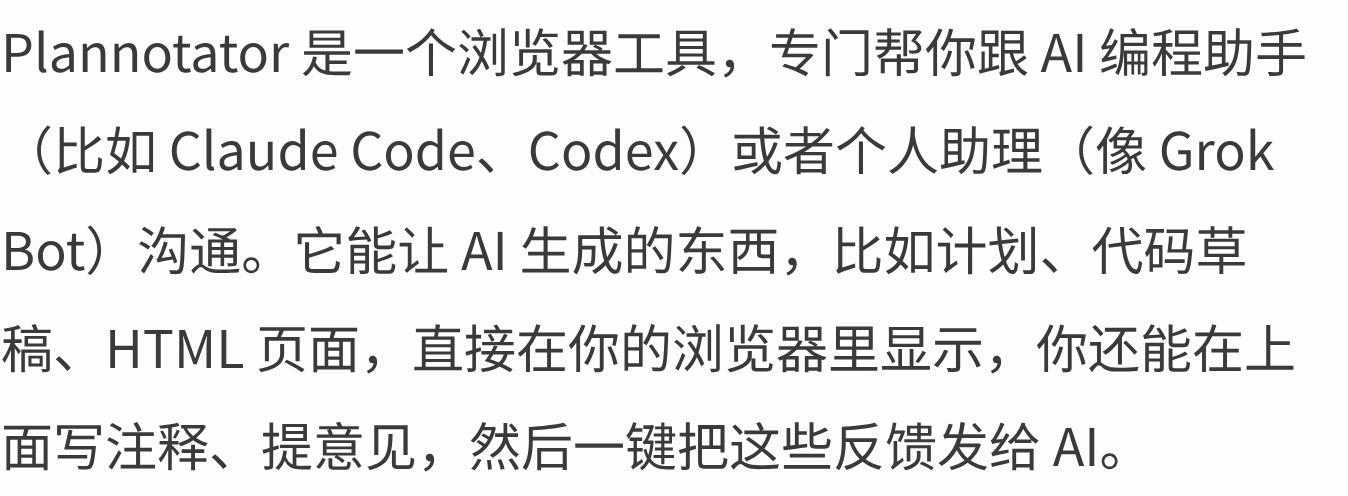 Plannotator 是一个浏览器工具，专门帮你跟 AI 编程助手
（比如 Claude Code、Codex）或者个人助理（像 Grok
Bot）沟通。它能让 AI 生成的东西，比如计划、代码草
稿、HTML 页面，直接在你的浏览器里显示，你还能在上
面写注释、提意见，然后一键把这些反馈发给 AI。